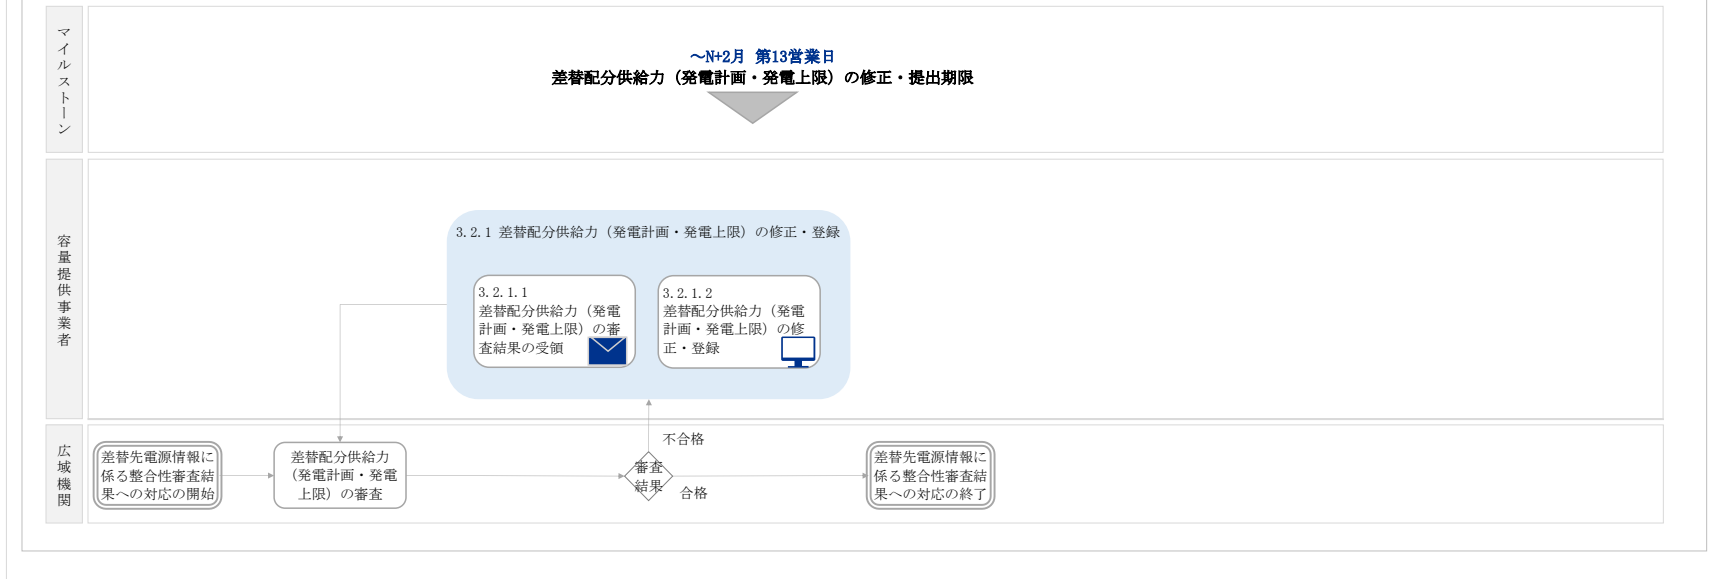 マイルストーン
～N+2月 第13営業日
差替配分供給力（発電計画・発電上限）の修正・提出期限
容量提供事業者
3.2.1 差替配分供給力（発電計画・発電上限）の修正・登録
3.2.1.1
差替配分供給力（発電
計画・発電上限）の審
査結果の受領
3.2.1.2
差替配分供給力（発電
計画・発電上限）の修
正・登録
広域機関
差替先電源情報に
係る整合性審査結
果への対応の開始
差替配分供給力
（発電計画・発電
上限）の審査
審査
結果
不合格
合格
差替先電源情報に
係る整合性審査結
果への対応の終了